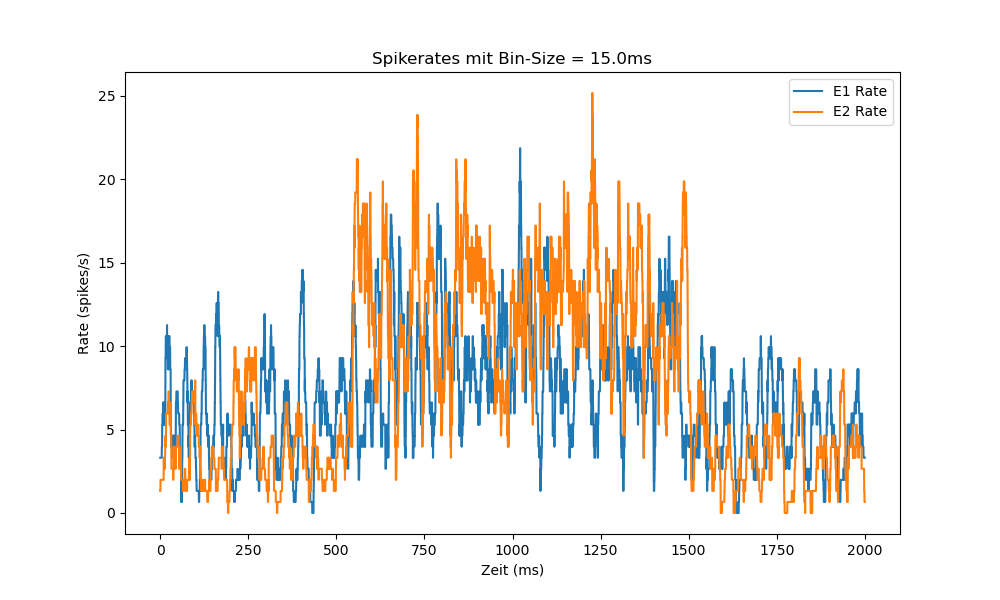 Spikerates mit Bin-Size = 15.0ms
E1 Rate
E2 Rate
25
20
15
10
5
0
Rate (spikes/s)
0 250 500 750 1000 1250 1500 1750 2000
Zeit (ms)